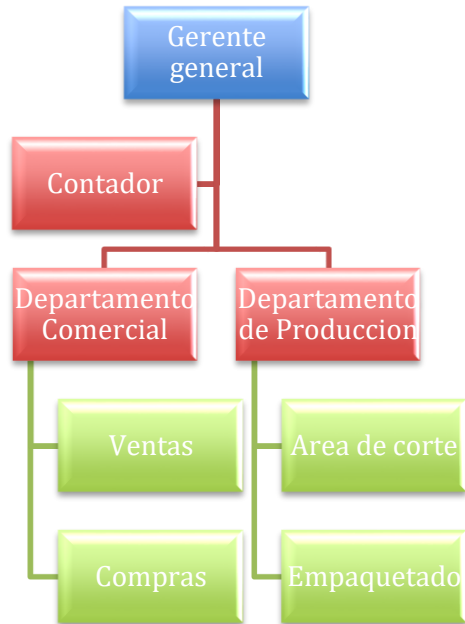 Gerente
general
Contador
Departamento
Comercial
Departamento
de Produccion
Ventas
Area de corte
Compras
Empaquetado